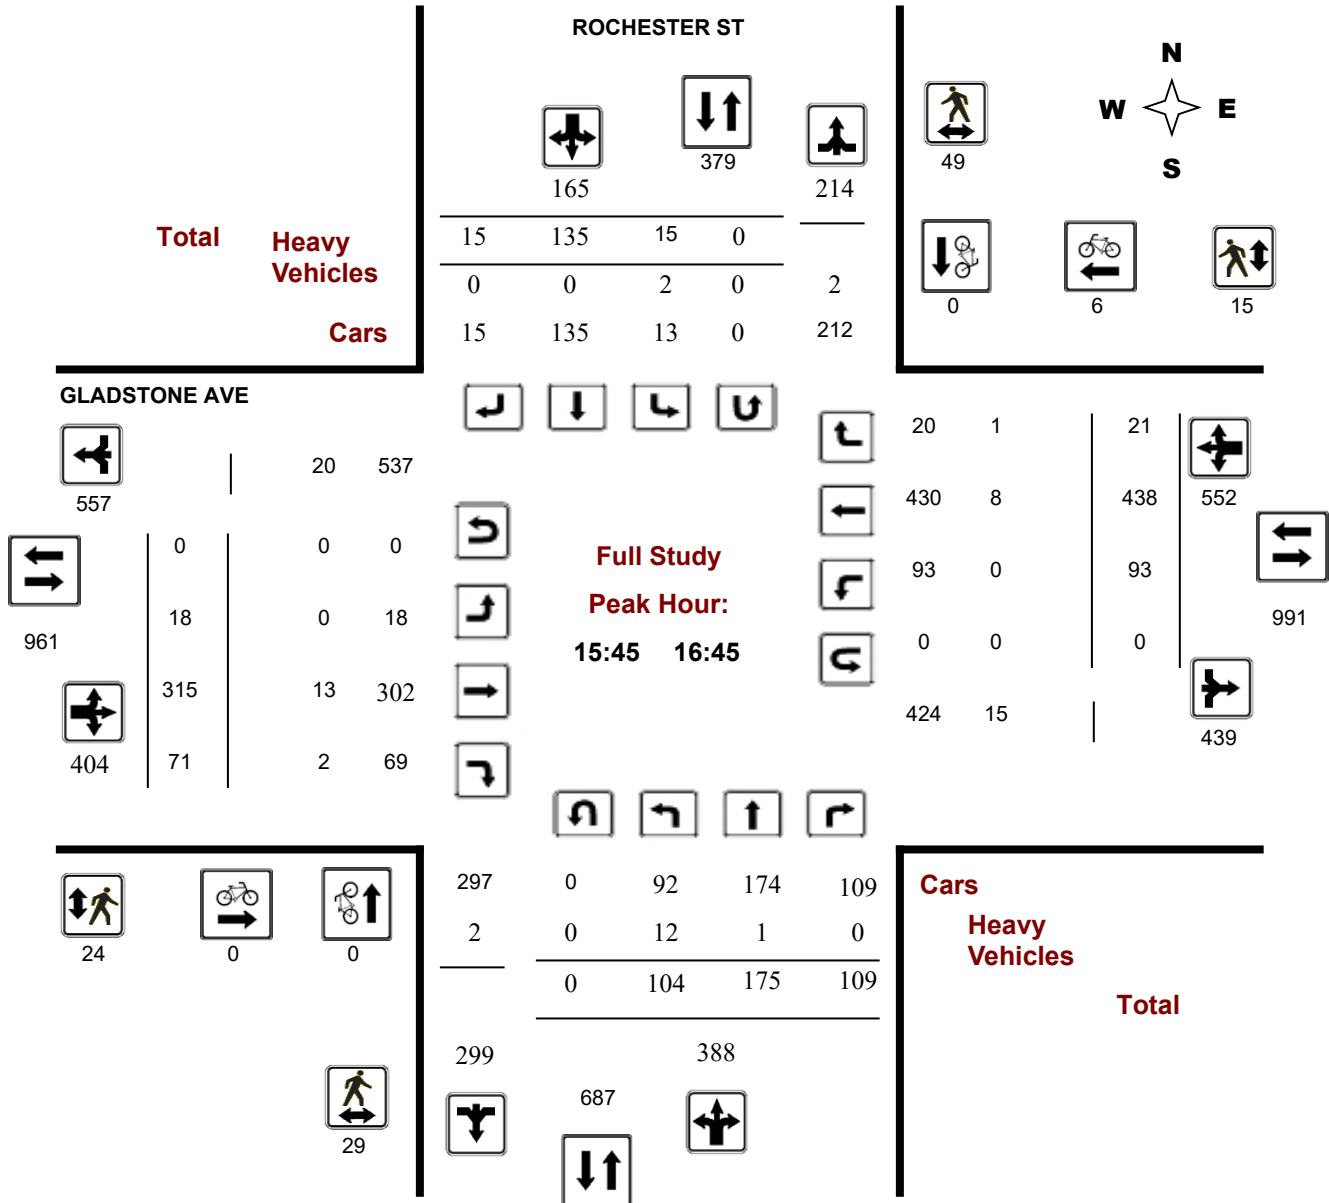 ROCHESTER ST
N
W E
S
379
49
165
214
Total Heavy Vehicles
15 135 15 0
0 0 2 0 2
Cars 15 135 13 0 212
0 6 15
GLADSTONE AVE
557
20 537
0 0 0
961
18 0 18
315 13 302
404
71 2 69
Full Study
Peak Hour:
15:45 16:45
20 1 21
552
430 8 438
93 0 93
991
0 0 0
424 15
439
24 0 0
29
297 0 92 174 109
2 0 12 1 0
0 104 175 109
299 388
687
Cars
Heavy
Vehicles
Total